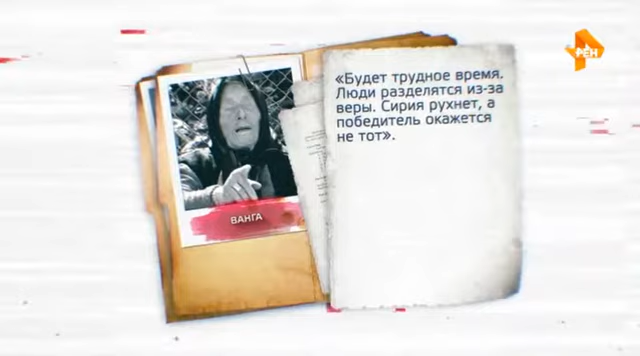 РЕН
«Будет трудное время.
Люди разделятся из-за
веры. Сирия рухнет, а
победитель окажется
не тот».
ВАНГА